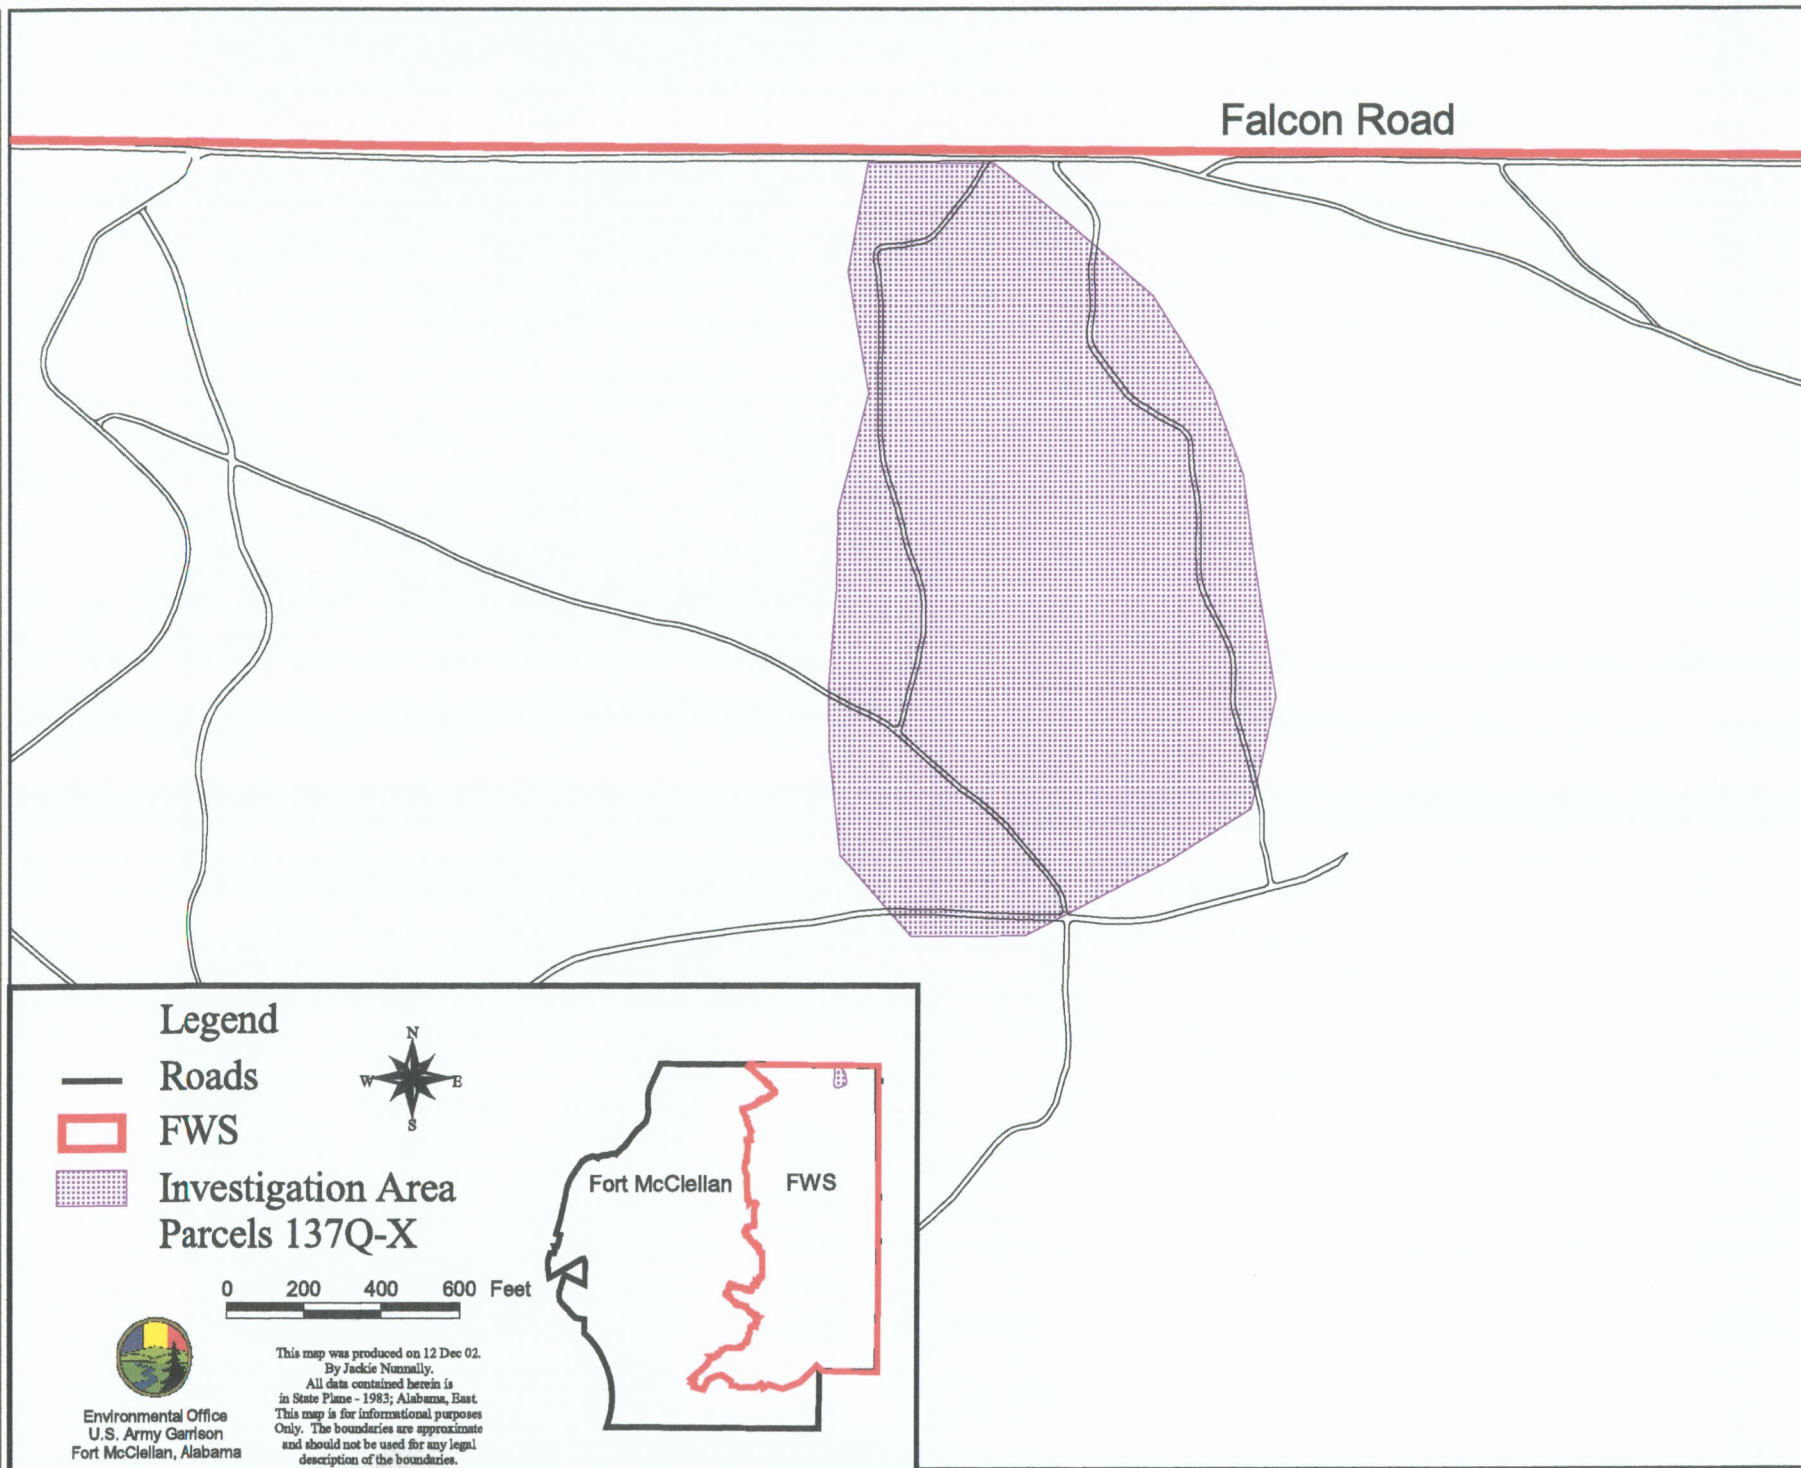 Falcon Road
Legend
Roads
FWS
Investigation Area
Parcels 137Q-X
N
W
E
S
Fort McClellan
FWS
0 200 400 600 Feet
Environmental Office
U.S. Army Garrison
Fort McClellan, Alabama
This map was produced on 12 Dec 02.
By Jackie Nunnally.
All data contained herein is
in State Plane - 1983; Alabama, East.
This map is for informational purposes
Only. The boundaries are approximate
and should not be used for any legal
description of the boundaries.